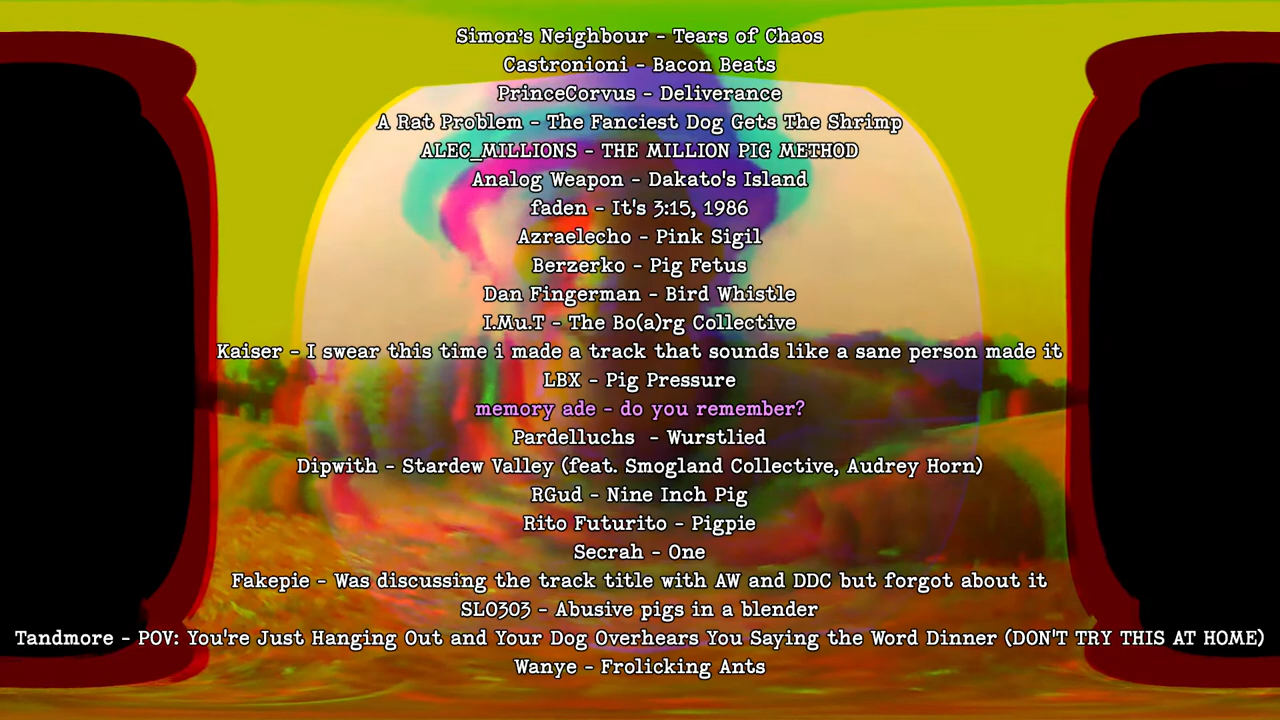 Simon's Neighbour - Tears of Chaos
Castronioni - Bacon Beats
PrinceCorvus - Deliverance
A Rat Problem - The Fanciest Dog Gets The Shrimp
ALEC_MILLIONS - THE MILLION PIG METHOD
Analog Weapon - Dakato's Island
faden - It's 3:15, 1986
Azraelecho - Pink Sigil
Berzerko - Pig Fetus
Dan Fingerman - Bird Whistle
I.Mu.T - The Bo(a)rg Collective
Kaiser - I swear this time i made a track that sounds like a sane person made it
LBX - Pig Pressure
memory ade - do you remember?
Pardelluchs - Wurstlied
Dipwith - Stardew Valley (feat. Smogland Collective, Audrey Horn)
RGud - Nine Inch Pig
Rito Futurito - Pigpie
Secrah - One
Fakepie - Was discussing the track title with AW and DDC but forgot about it
SLO303 - Abusive pigs in a blender
Tandmore - POV: You're Just Hanging Out and Your Dog Overhears You Saying the Word Dinner (DON'T TRY THIS AT HOME)
Wanye - Frolicking Ants